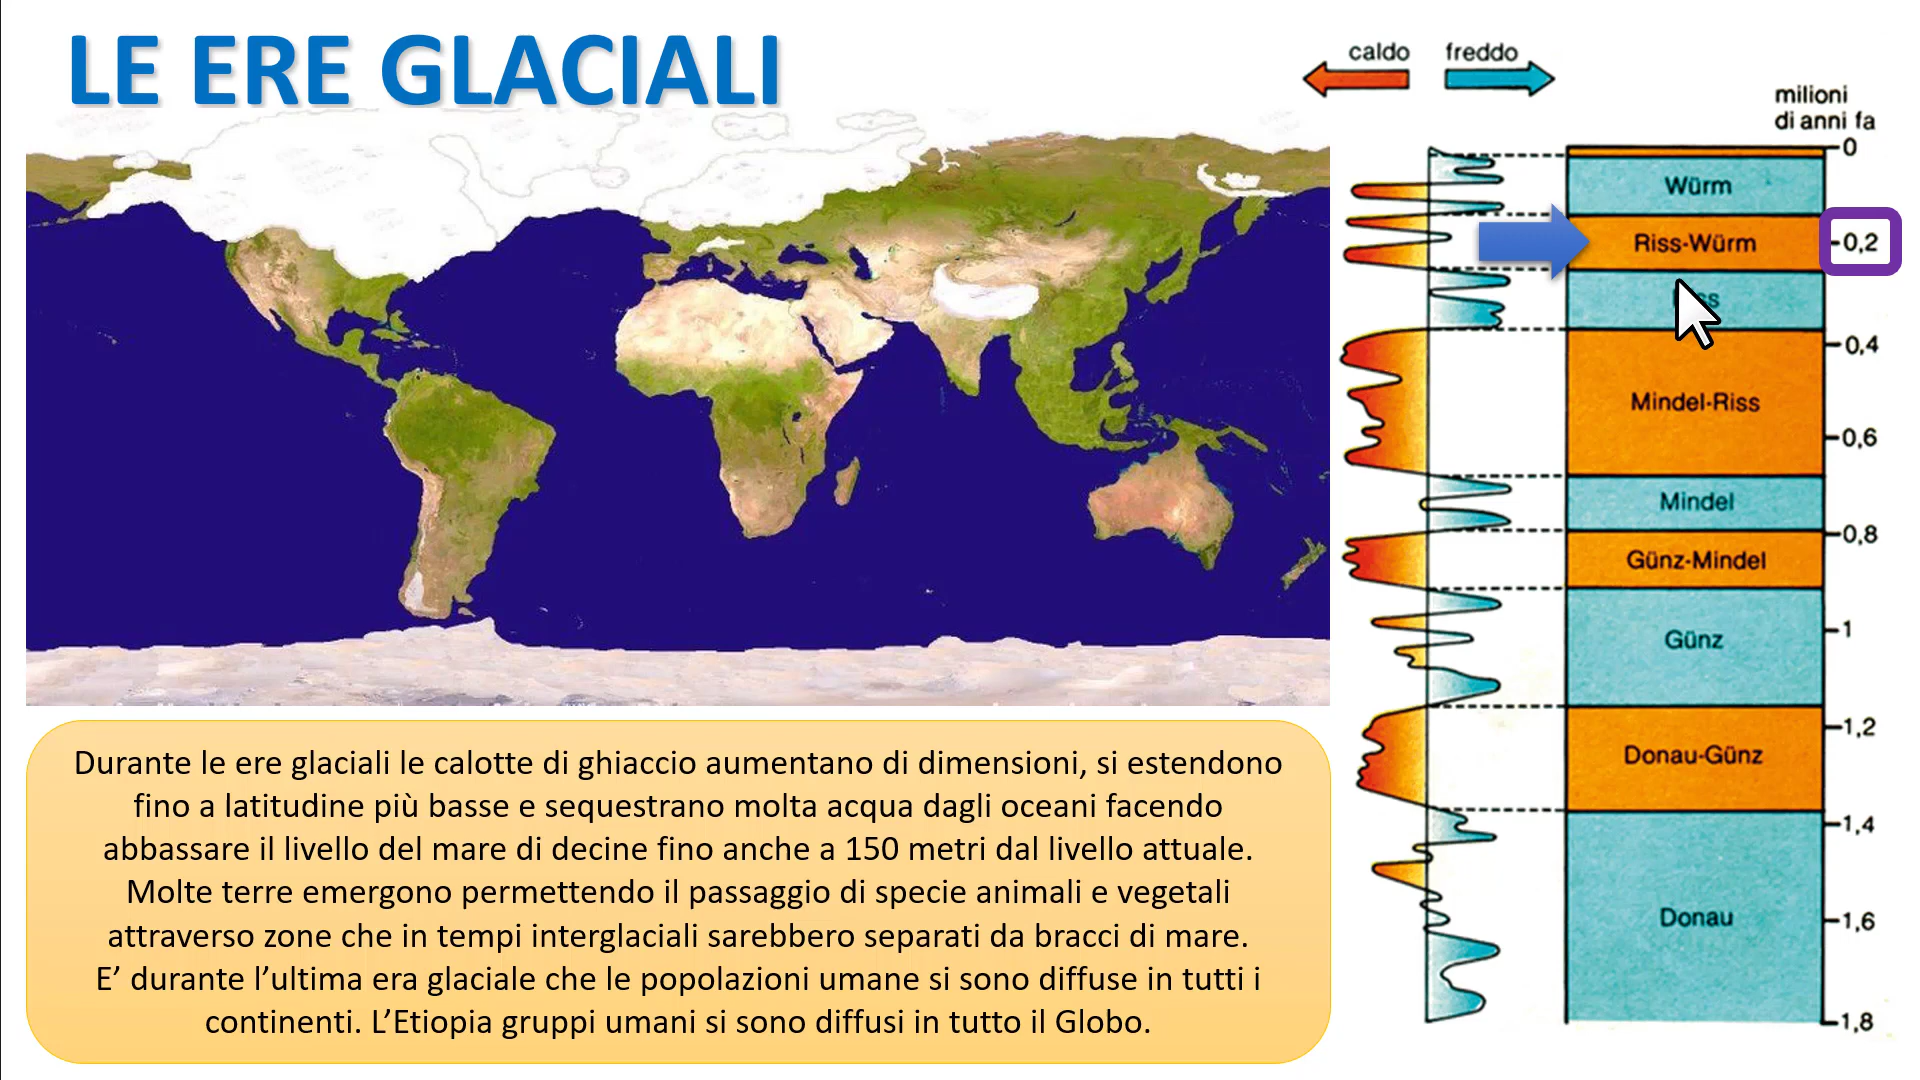 LE ERE GLACIALI
caldo
freddo
milioni
di anni fa
0
Würm
Riss-Würm
0,2
0,4
Mindel-Riss
0,6
Mindel
0,8
Günz-Mindel
1
Günz
1,2
Donau-Günz
1,4
Donau
1,6
1,8
Durante le ere glaciali le calotte di ghiaccio aumentano di dimensioni, si estendono
fino a latitudine più basse e sequestrano molta acqua dagli oceani facendo
abbassare il livello del mare di decine fino anche a 150 metri dal livello attuale.
Molte terre emergono permettendo il passaggio di specie animali e vegetali
attraverso zone che in tempi interglaciali sarebbero separati da bracci di mare.
E’ durante l’ultima era glaciale che le popolazioni umane si sono diffuse in tutti i
continenti. L’Etiopia gruppi umani si sono diffusi in tutto il Globo.